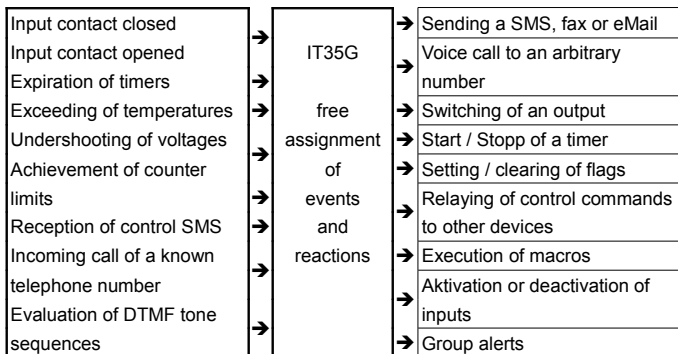 Input contact closed
Input contact opened
Expiration of timers
Exceeding of temperatures
Undershooting of voltages
Achievement of counter
limits
Reception of control SMS
Incoming call of a known
telephone number
Evaluation of DTMF tone
sequences
IT35G
free
assignment
of
events
and
reactions
Sending a SMS, fax or eMail
Voice call to an arbitrary
number
Switching of an output
Start / Stopp of a timer
Setting / clearing of flags
Relaying of control commands
to other devices
Execution of macros
Aktivation or deactivation of
inputs
Group alerts